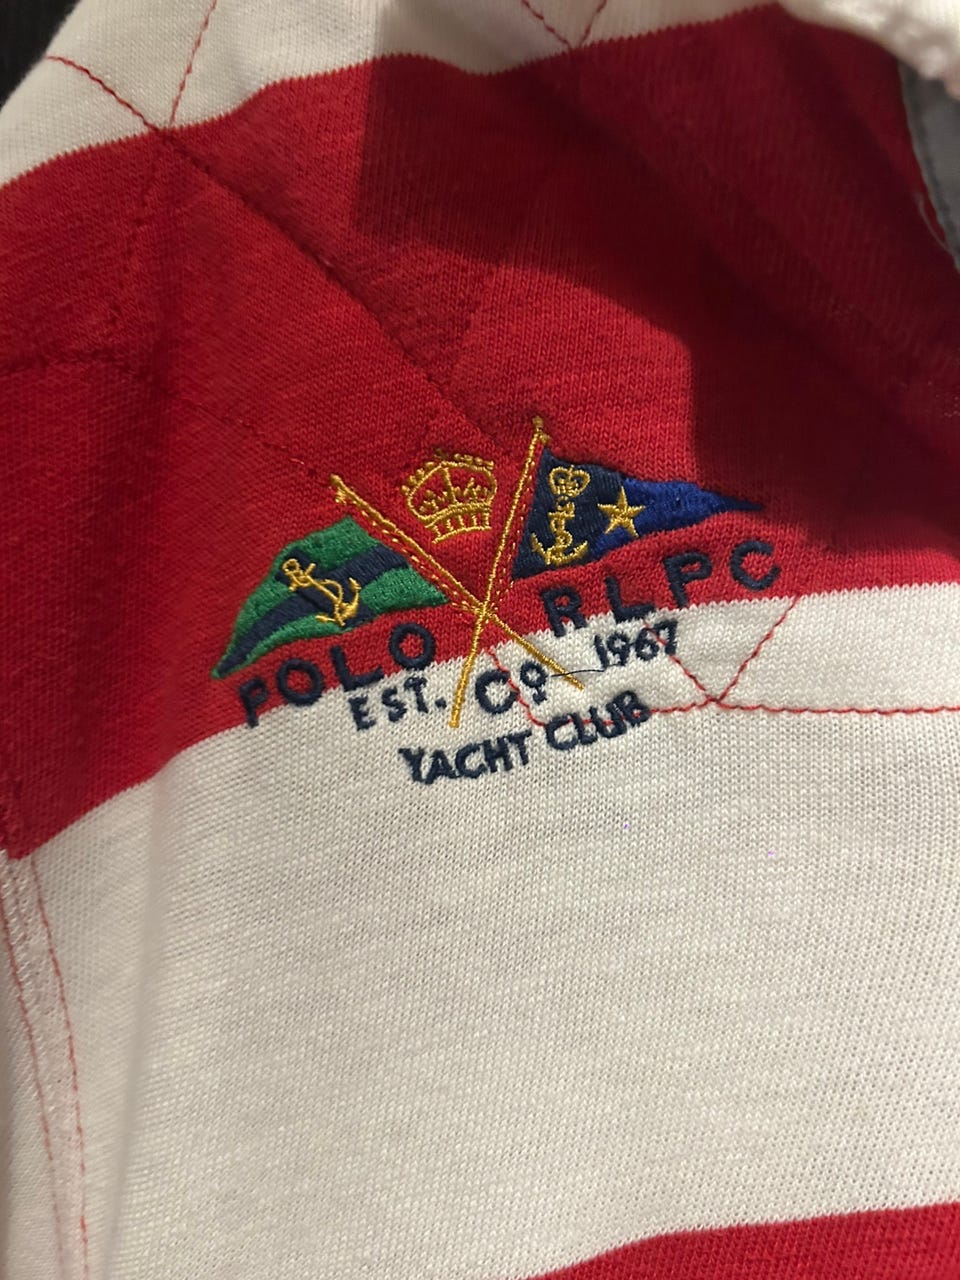 POLO RLPC
EST. Co 1967
YACHT CLUB